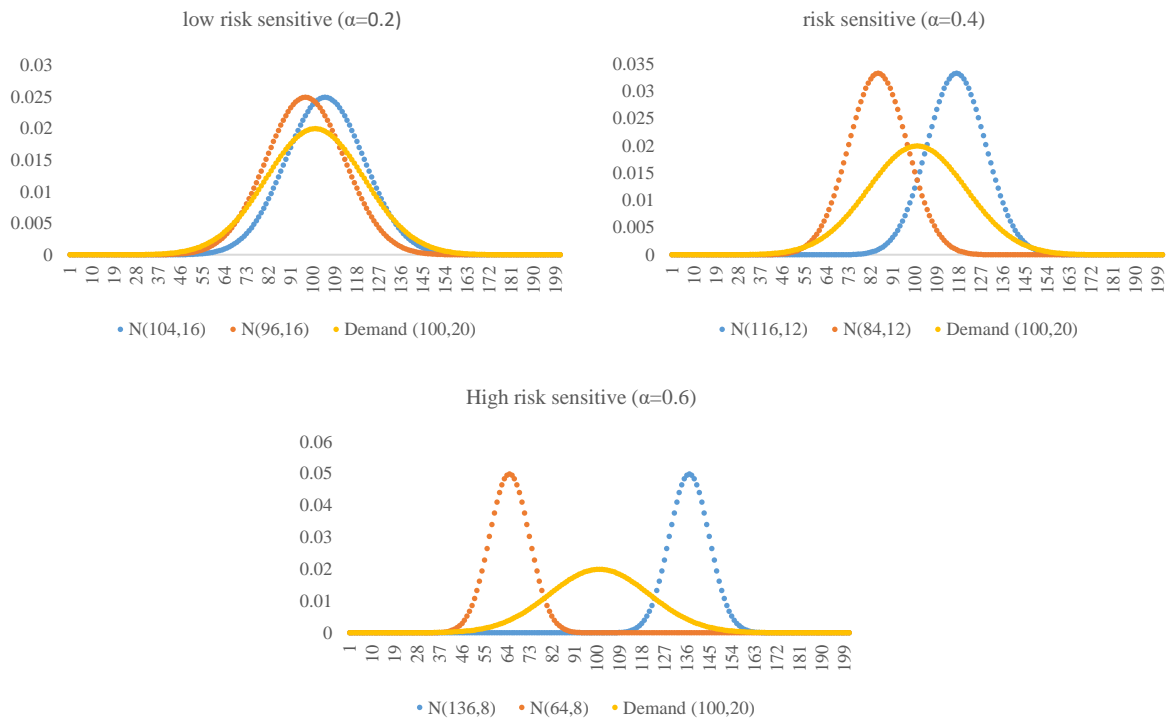 low risk sensitive (α=0.2)
0.03
0.025
0.02
0.015
0.01
0.005
0
1 10 19 28 37 46 55 64 73 82 91 100 109 118 127 136 145 154 163 172 181 190 199
N(104,16) N(96,16) Demand (100,20)
risk sensitive (α=0.4)
0.035
0.03
0.025
0.02
0.015
0.01
0.005
0
1 10 19 28 37 46 55 64 73 82 91 100 109 118 127 136 145 154 163 172 181 190 199
N(116,12) N(84,12) Demand (100,20)
High risk sensitive (α=0.6)
0.06
0.05
0.04
0.03
0.02
0.01
0
1 10 19 28 37 46 55 64 73 82 91 100 109 118 127 136 145 154 163 172 181 190 199
N(136,8) N(64,8) Demand (100,20)